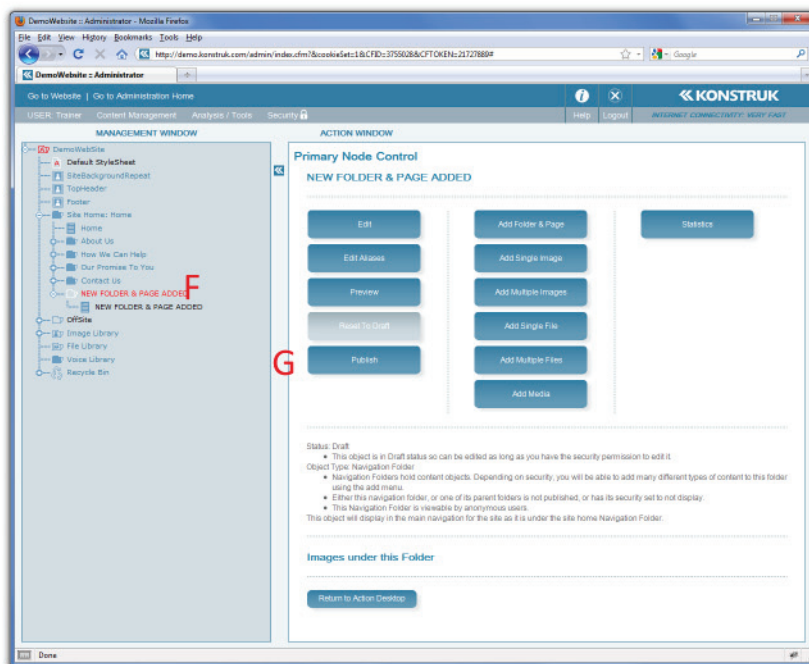 DemoWebsite :: Administrator - Mozilla Firefox
File Edit View History Bookmarks Tools Help
http://demo.konstruk.com/admin/index.cfm?&cookieSet=1&CFID=3755028&CFTOKEN=21727889#
Google
DemoWebsite :: Administrator
Go to Website | Go to Administration Home
KONSTRUK
USER: Trainer Content Management Analysis / Tools Security Help Logout INTERNET CONNECTIVITY: VERY FAST
MANAGEMENT WINDOW
ACTION WINDOW
DemoWebSite
Default StyleSheet
SiteBackgroundRepeat
TopHeader
Footer
Site Home: Home
Home
About Us
How We Can Help
Our Promise To You
Contact Us
NEW FOLDER & PAGE ADDED
F
NEW FOLDER & PAGE ADDED
OffSite
Image Library
File Library
Voice Library
Recycle Bin
Primary Node Control
NEW FOLDER & PAGE ADDED
Edit
Add Folder & Page
Statistics
Edit Aliases
Add Single Image
Preview
Add Multiple Images
Reset To Draft
Add Single File
G
Publish
Add Multiple Files
Add Media
Status: Draft
This object is in Draft status so can be edited as long as you have the security permission to edit it.
Object Type: Navigation Folder
Navigation Folders hold content objects. Depending on security, you will be able to add many different types of content to this folder
using the add menu.
Either this navigation folder, or one of its parent folders is not published, or has its security set to not display.
This Navigation Folder is viewable by anonymous users.
This object will display in the main navigation for the site as it is under the site home Navigation Folder.
Images under this Folder
Return to Action Desktop
Done